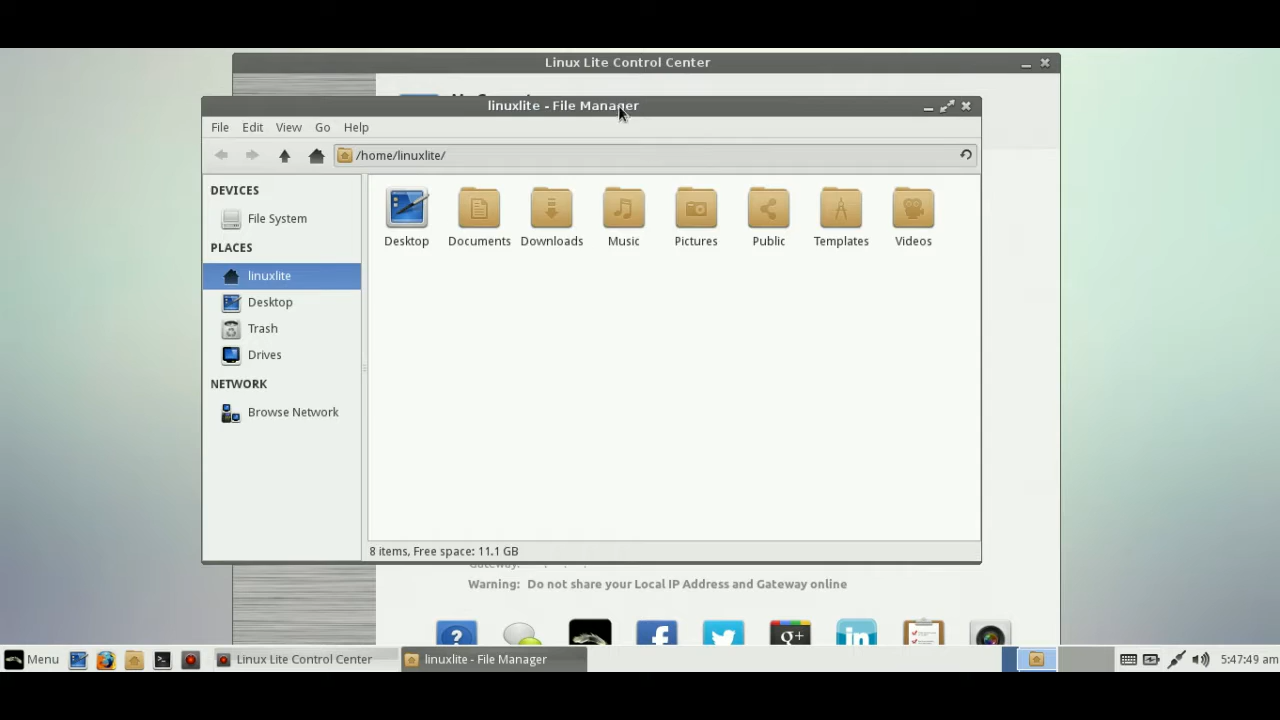 Linux Lite Control Center
linuxlite - File Manager
File Edit View Go Help
/home/linuxlite/
DEVICES
File System
PLACES
linuxlite
Desktop
Trash
Drives
NETWORK
Browse Network
Desktop Documents Downloads Music Pictures Public Templates Videos
8 items, Free space: 11.1 GB
Warning: Do not share your Local IP Address and Gateway online
? f g+ in
Menu Linux Lite Control Center linuxlite - File Manager 5:47:49 am